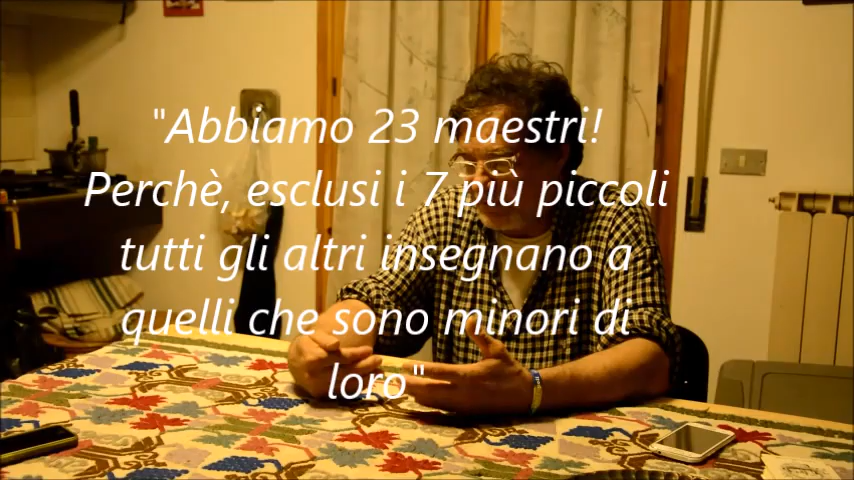 "Abbiamo 23 maestri!
Perchè, esclusi i 7 più piccoli
tutti gli altri insegnano a
quelli che sono minori di
loro"